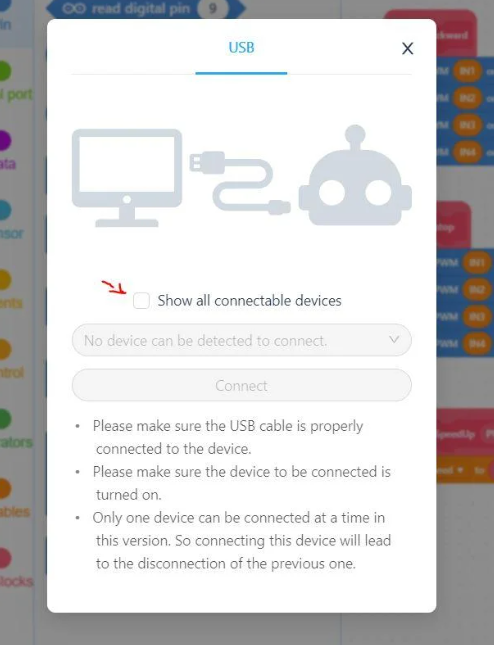 read digital pin 9
USB
X
Show all connectable devices
No device can be detected to connect.
Connect
• Please make sure the USB cable is properly
connected to the device.
• Please make sure the device to be connected is
turned on.
• Only one device can be connected at a time in
this version. So connecting this device will lead
to the disconnection of the previous one.
in
port
ata
nsor
ents
ntrol
rators
ables
locks
ward
IN1
IN2
IN3
IN4
top
PWM IN1
PWM IN2
PWM IN3
PWM IN4
SpeedUp
to